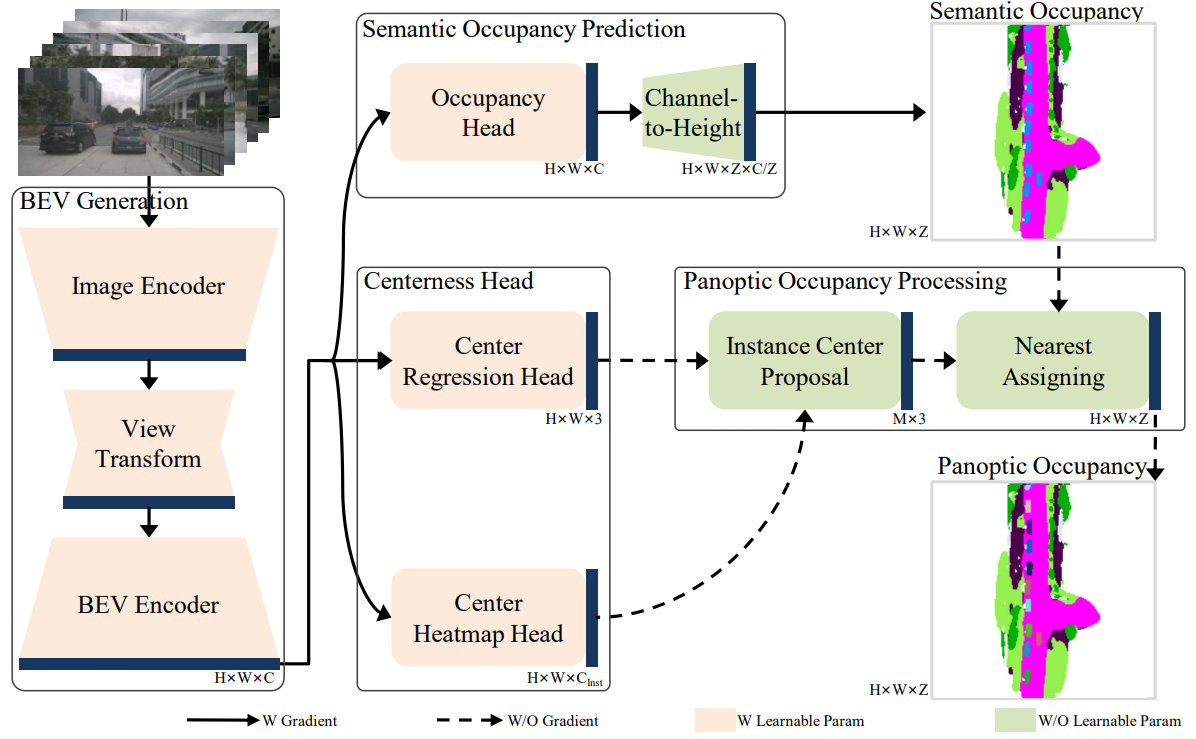 Semantic Occupancy Prediction
Occupancy
Head
H×W×C
Channel-
to-Height
H×W×Z×C/Z
Semantic Occupancy
H×W×Z
BEV Generation
Image Encoder
View
Transform
BEV Encoder
H×W×C
Centerness Head
Center
Regression Head
H×W×3
Center
Heatmap Head
H×W×C_Inst
Panoptic Occupancy Processing
Instance Center
Proposal
M×3
Nearest
Assigning
H×W×Z
Panoptic Occupancy
H×W×Z
W Gradient
W/O Gradient
W Learnable Param
W/O Learnable Param